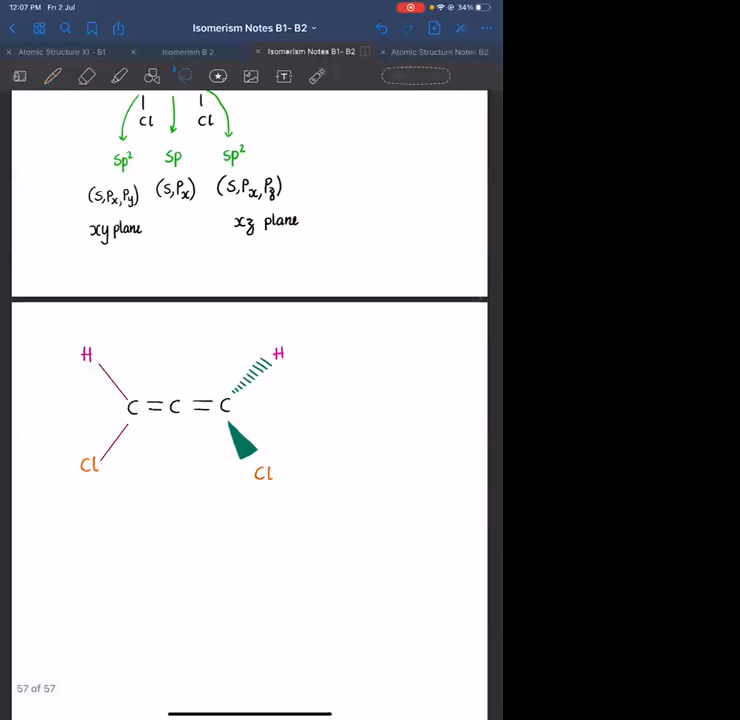 12:07 PM Fri 2 Jul
34%
Isomerism Notes B1- B2
Atomic Structure XI - B1
Isomerism B 2
Isomerism Notes B1- B2
Atomic Structure Notes B2
Cl Cl
Sp² Sp Sp²
(S,Px,Py) (S,Px) (S,Px,Pz)
xy plane xz plane
H H
C = C = C
Cl Cl
57 of 57